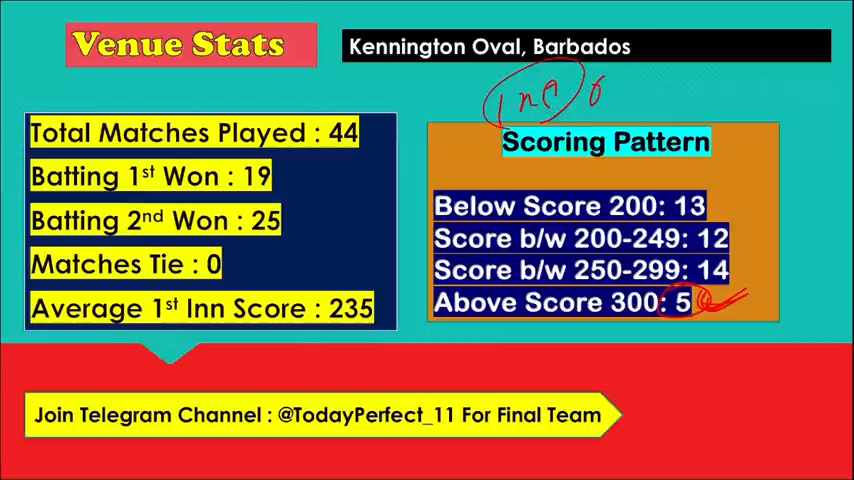 Venue Stats
Kennington Oval, Barbados
Total Matches Played : 44
Batting 1st Won : 19
Batting 2nd Won : 25
Matches Tie : 0
Average 1st Inn Score : 235
Scoring Pattern
Below Score 200: 13
Score b/w 200-249: 12
Score b/w 250-299: 14
Above Score 300: 5
Join Telegram Channel : @TodayPerfect_11 For Final Team